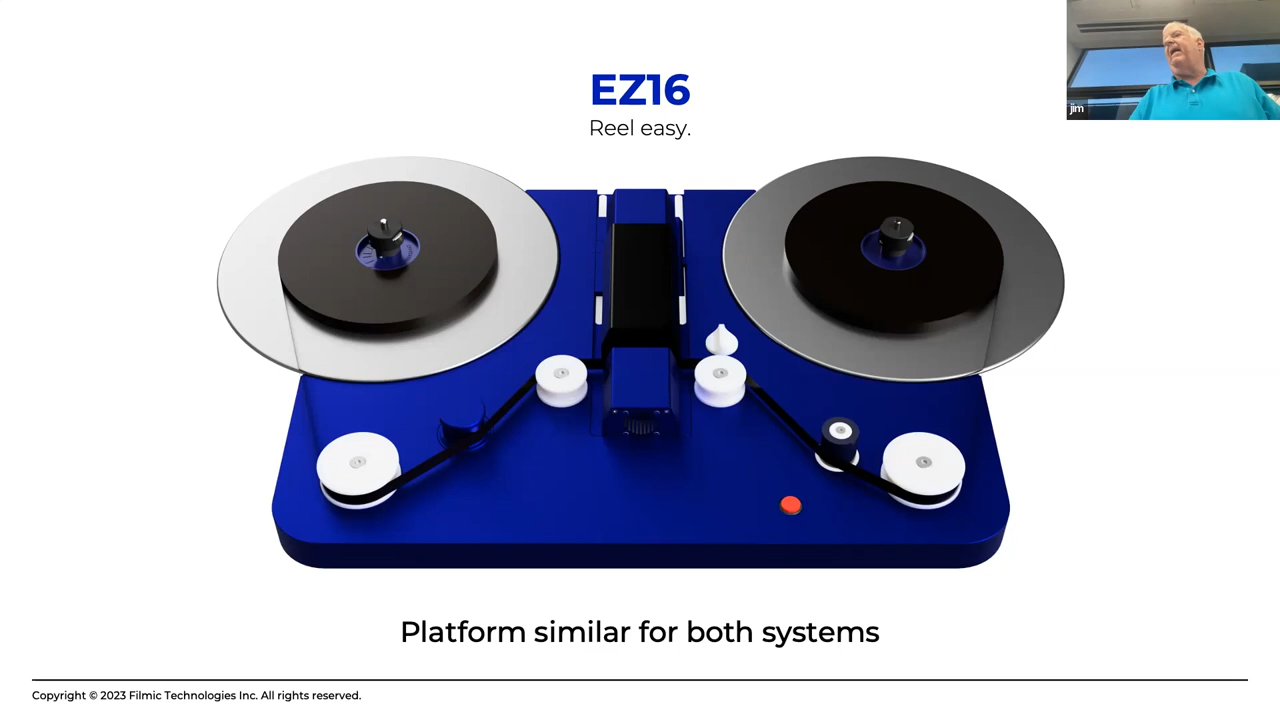 EZ16
Reel easy.
jim
Platform similar for both systems
Copyright © 2023 Filmic Technologies Inc. All rights reserved.